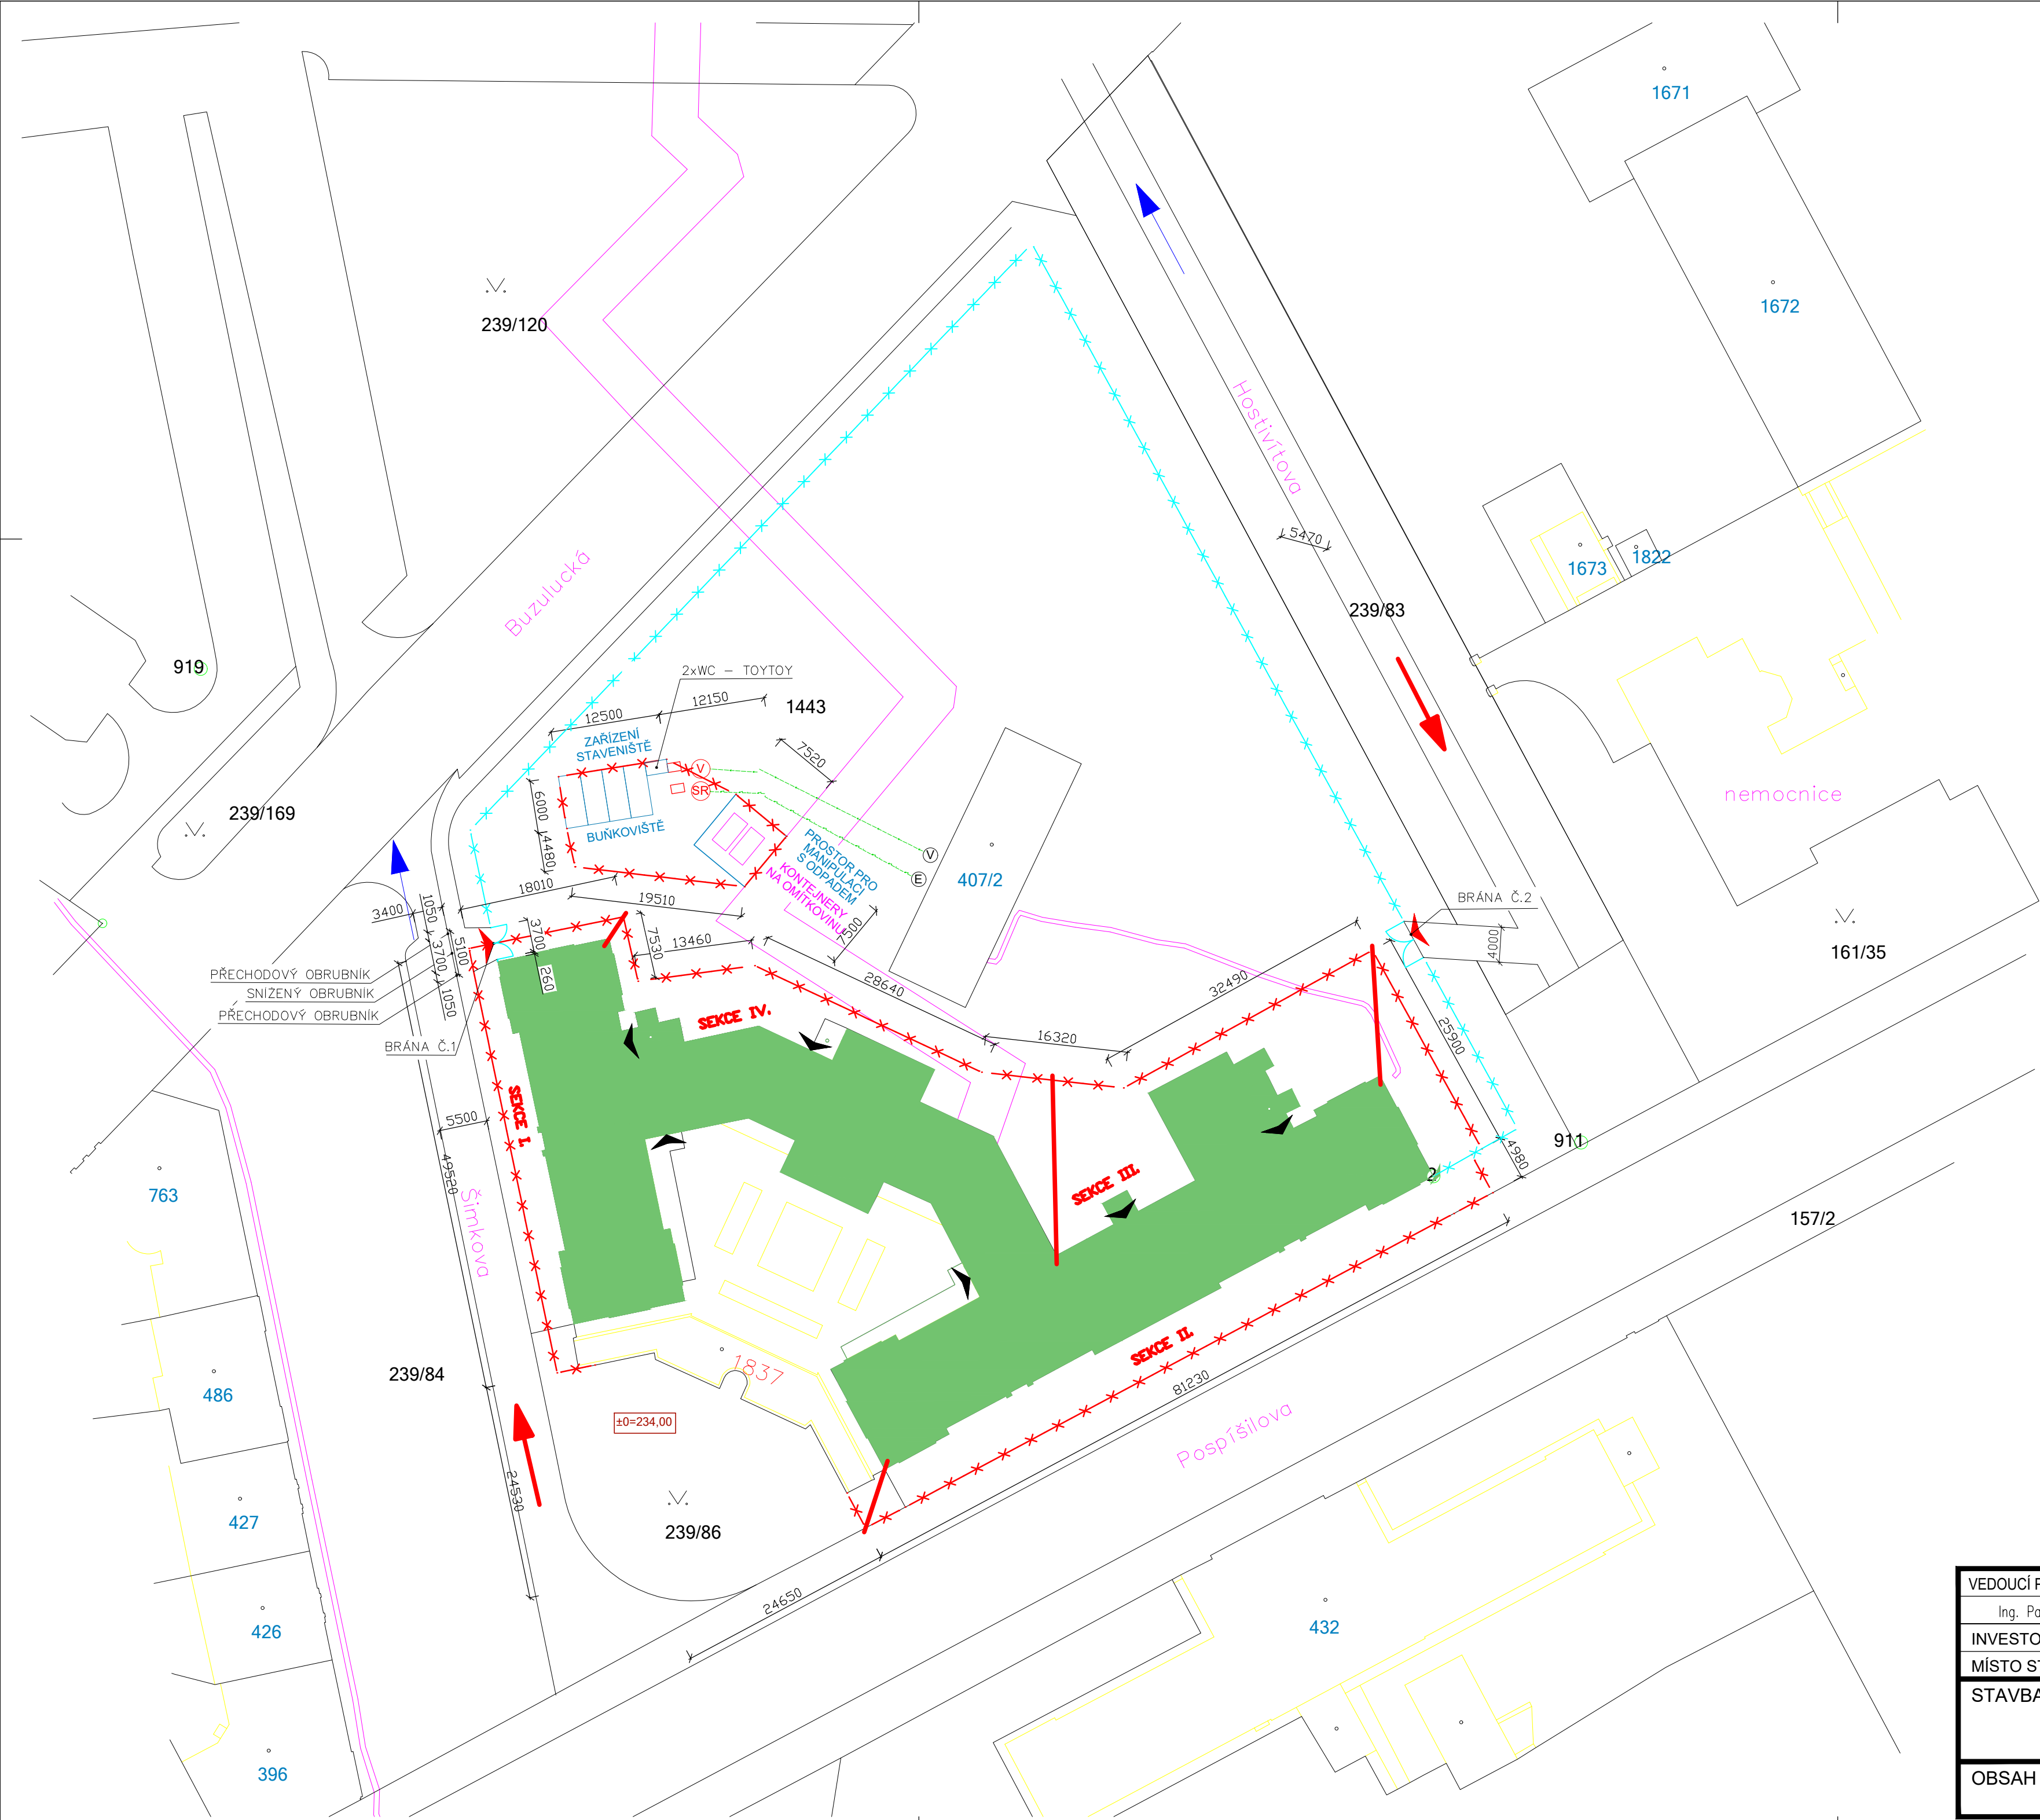 1671
1672
239/120
Hostivítova
5470
1673
1822
Buzulucká
239/83
919
2xWC – TOYTOY
12150
12500
1443
ZAŘÍZENÍ
STAVENIŠTĚ
7520
V
SR
6000
4480
BUŇKOVIŠTĚ
nemocnice
239/169
PROSTOR PRO
MANIPULACI
S ODPADEM
KONTEJNERY
NA OMÍTKOVINU
V
E
407/2
18010
19510
7500
BRÁNA Č.2
4000
161/35
3400
1050
3700
5100
1050
3700
260
7530
13460
28640
32490
16320
25900
PŘECHODOVÝ OBRUBNÍK
SNÍŽENÝ OBRUBNÍK
PŘECHODOVÝ OBRUBNÍK
BRÁNA Č.1
SEKCE IV.
SEKCE I.
5500
49520
Šimkova
SEKCE III.
911
4980
2
763
157/2
SEKCE II.
81230
1837
239/84
486
±0=234,00
Pospíšilova
24530
427
239/86
24650
426
432
396
VEDOUCÍ
Ing.
INVESTO
MÍSTO
STAVBA
OBSAH